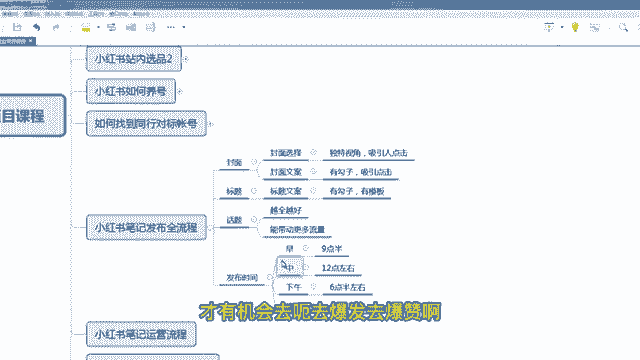 小红书站内选品2
小红书如何养号
项目课程
如何找到同行对标帐号
封面
封面选择
独特视角，吸引人点击
封面文案
有勾子，吸引点击
标题
标题文案
有勾子，有模板
话题
越全越好
能带动更多流量
小红书笔记发布全流程
发布时间
早
9点半
中
12点左右
下午
6点半左右
才有机会去呃去爆发去爆赞啊
小红书笔记运营流程